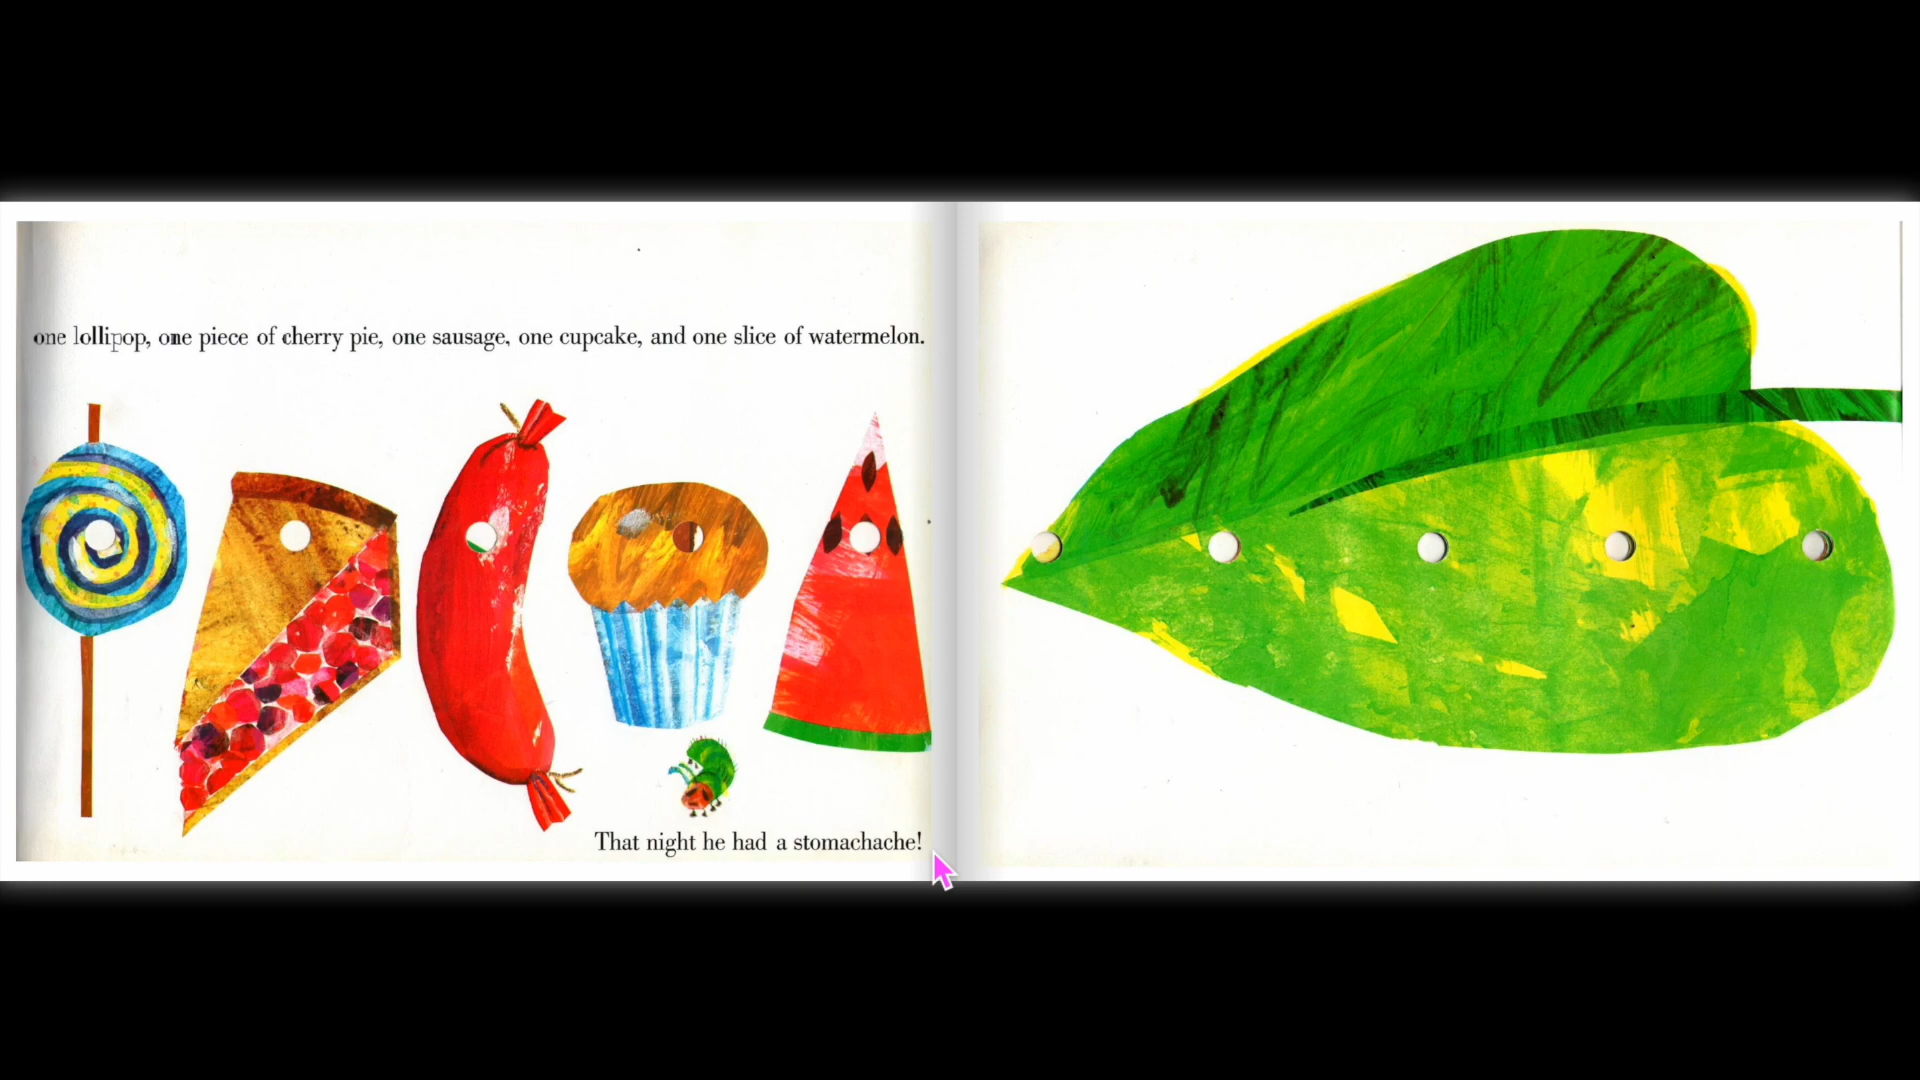 one lollipop, one piece of cherry pie, one sausage, one cupcake, and one slice of watermelon.
That night he had a stomachache!